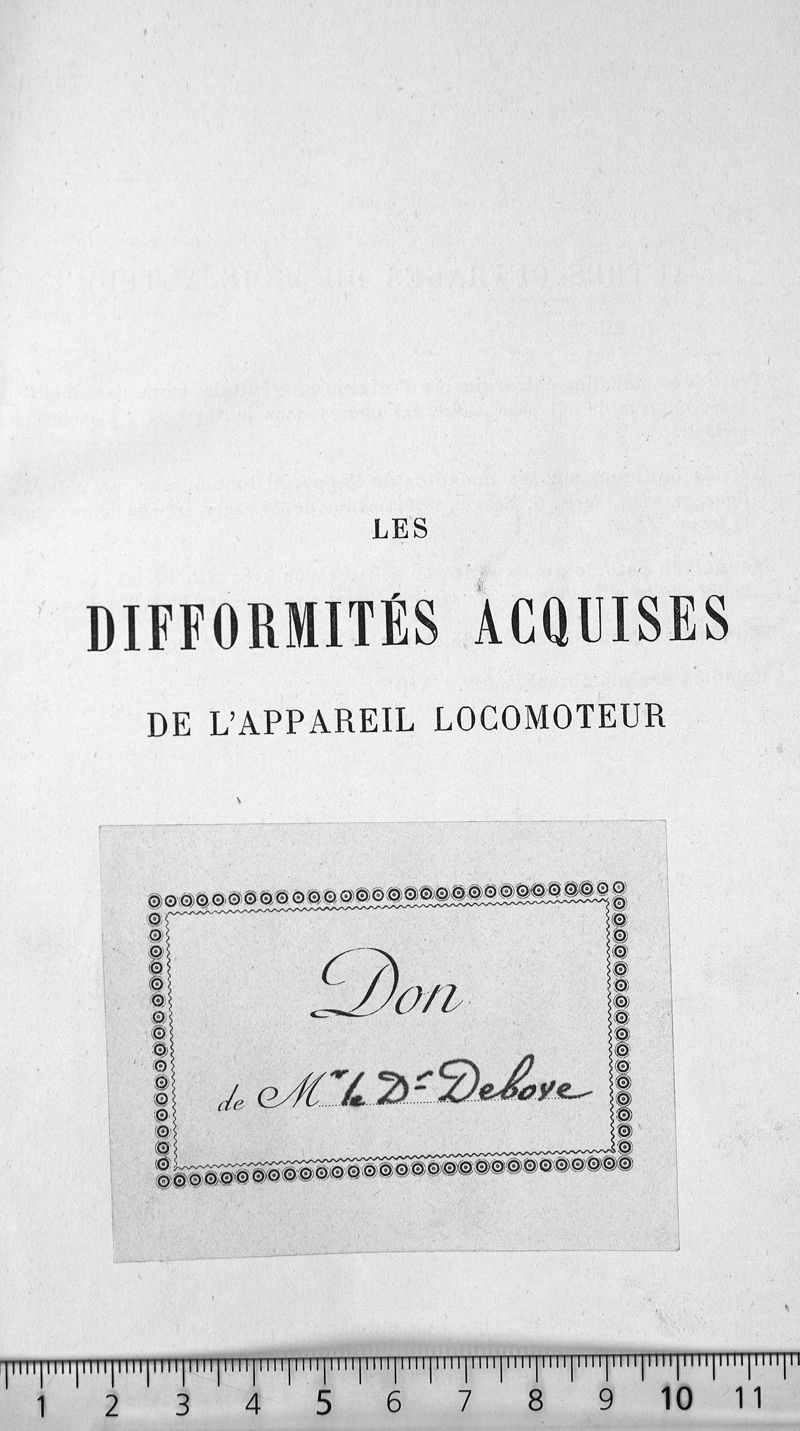 LES
DIFFORMITÉS ACQUISES
DE L'APPAREIL LOCOMOTEUR
Don
de Mr le Dr Debove
1 2 3 4 5 6 7 8 9 10 11